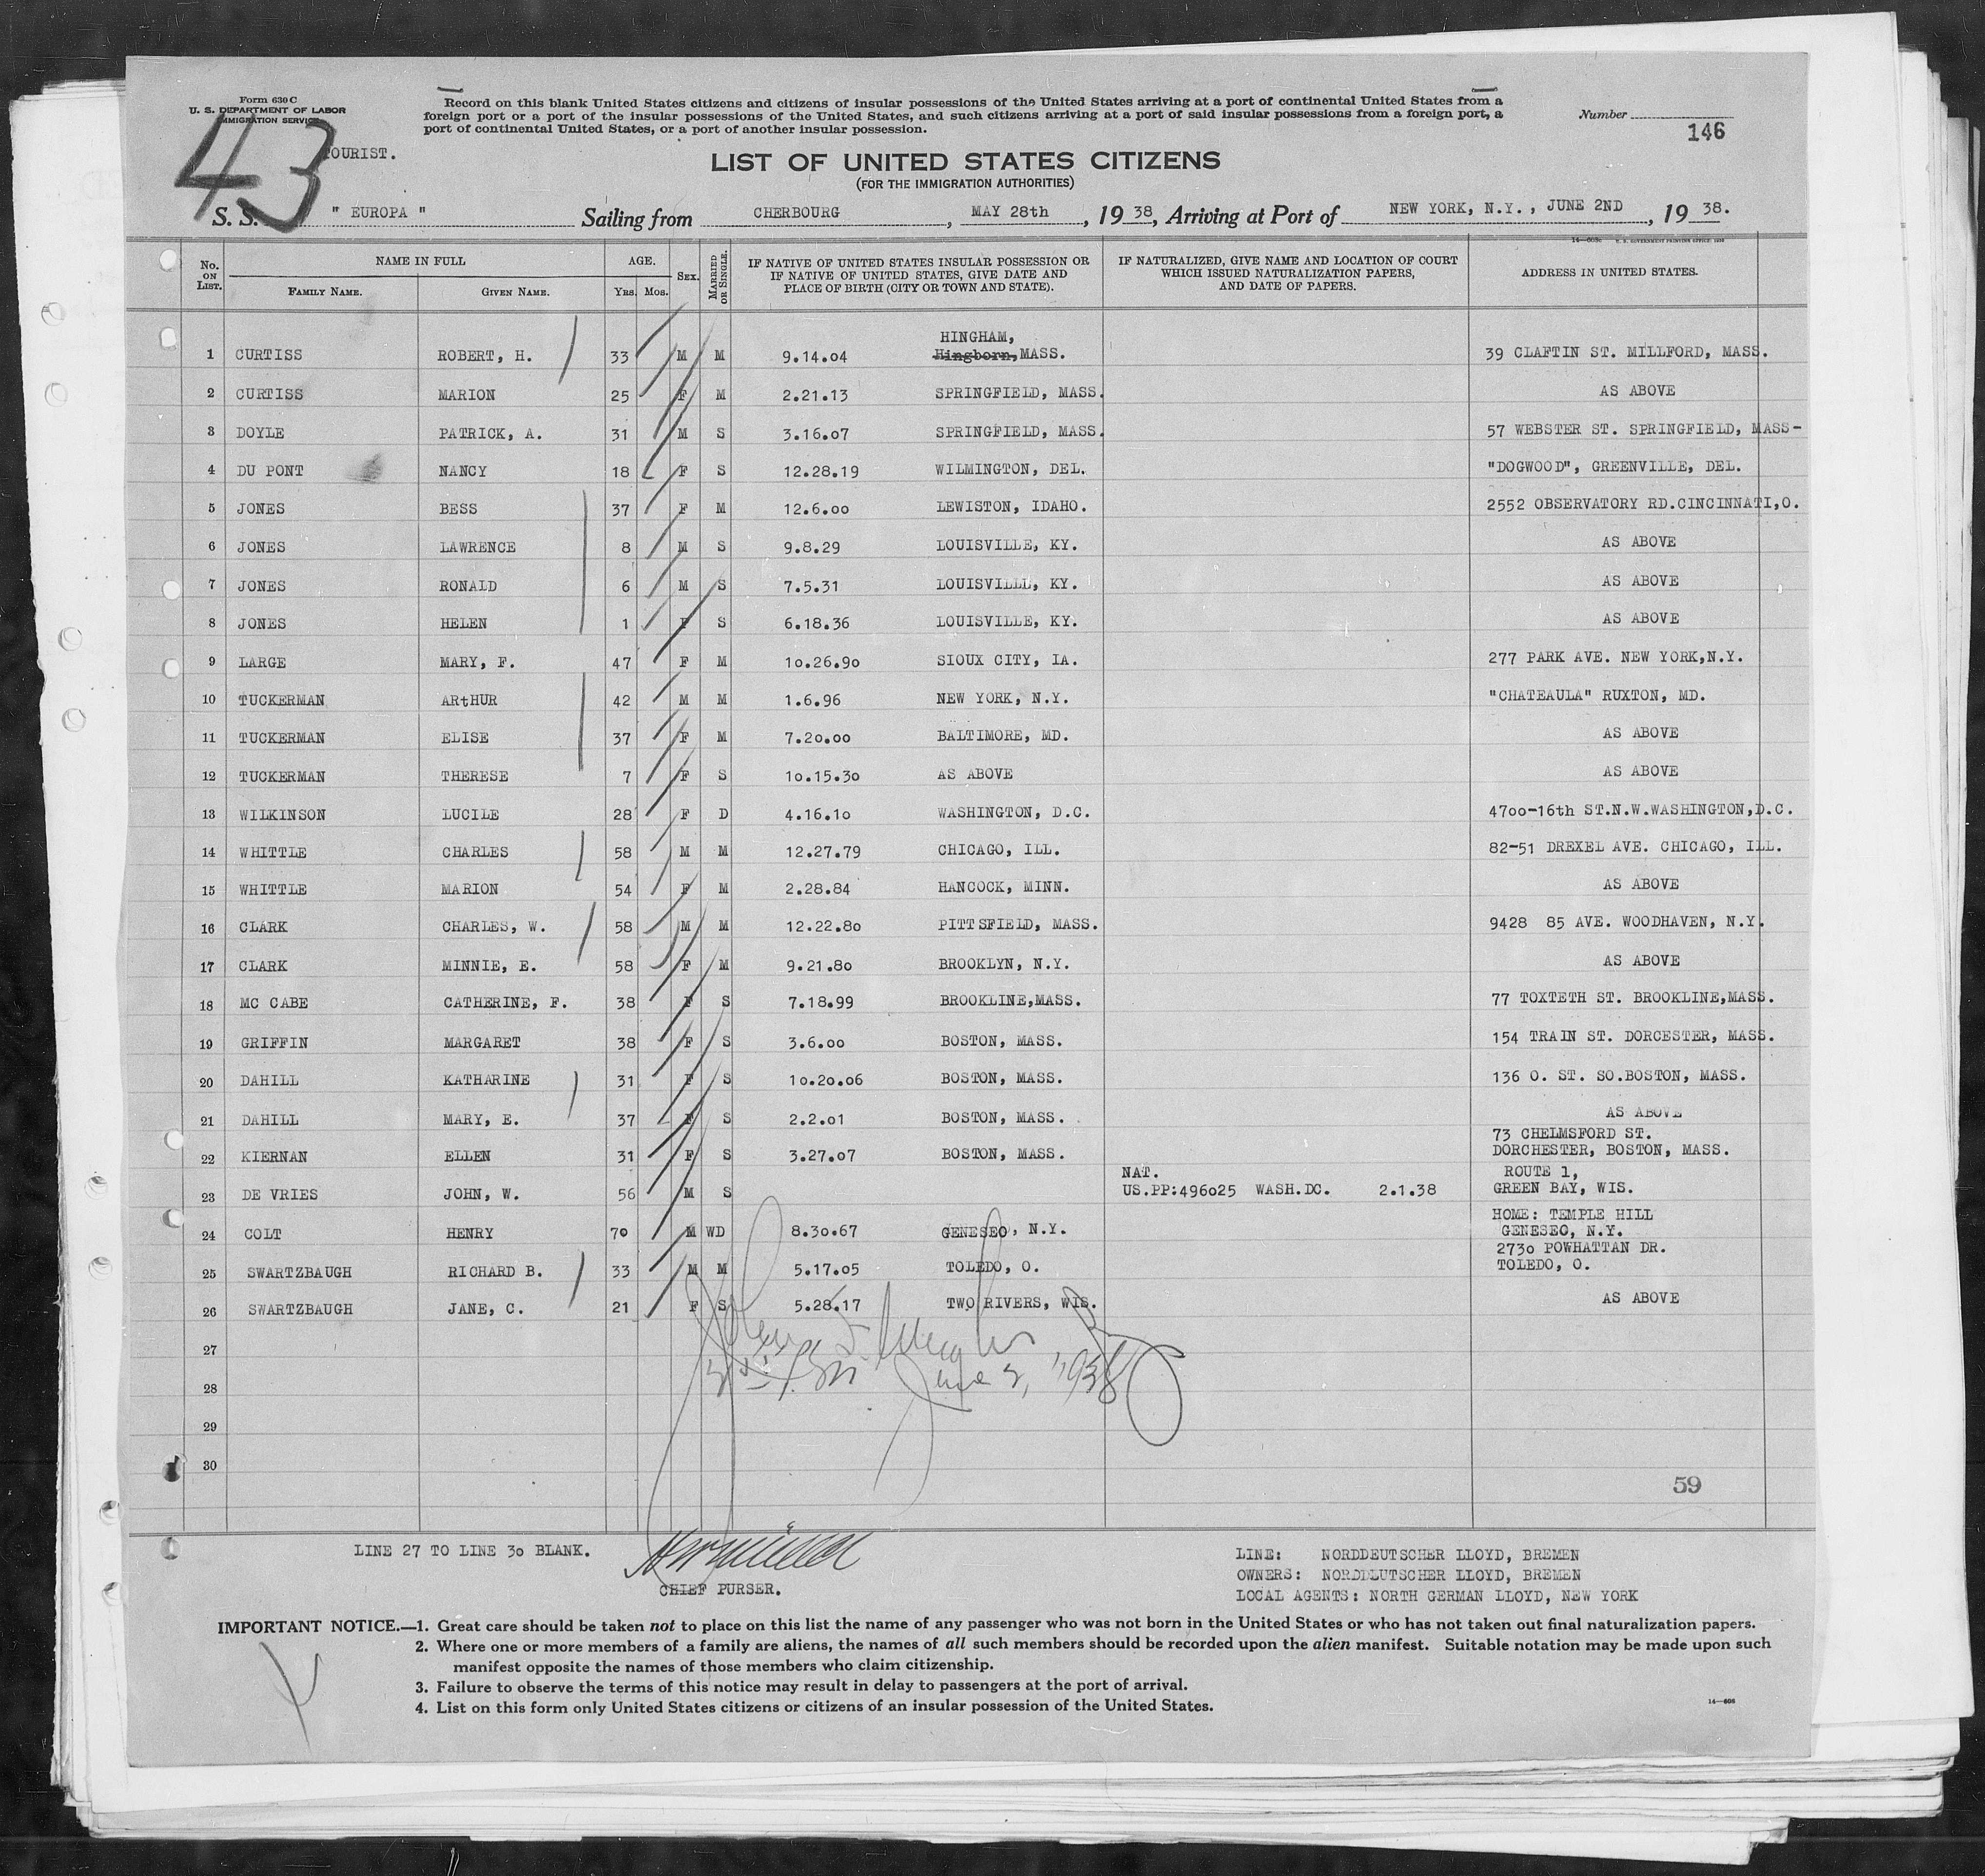 Form 630 C
U. S. DEPARTMENT OF LABOR
IMMIGRATION SERVICE
43
TOURIST.
Record on this blank United States citizens and citizens of insular possessions of the United States arriving at a port of continental United States from a
foreign port or a port of the insular possessions of the United States, and such citizens arriving at a port of said insular possessions from a foreign port, a
port of continental United States, or a port of another insular possession.
Number
146
LIST OF UNITED STATES CITIZENS
(FOR THE IMMIGRATION AUTHORITIES)
S. S. " EUROPA " Sailing from CHERBOURG, MAY 28th, 19 38, Arriving at Port of NEW YORK, N.Y., JUNE 2ND, 19 38.
No. ON LIST. NAME IN FULL FAMILY NAME. GIVEN NAME. AGE. Yrs. Mos. SEX. MARRIED OR SINGLE. IF NATIVE OF UNITED STATES INSULAR POSSESSION OR IF NATIVE OF UNITED STATES, GIVE DATE AND PLACE OF BIRTH (CITY OR TOWN AND STATE). IF NATURALIZED, GIVE NAME AND LOCATION OF COURT WHICH ISSUED NATURALIZATION PAPERS, AND DATE OF PAPERS. ADDRESS IN UNITED STATES.
HINGHAM,
1 CURTISS ROBERT, H. 33 M M 9.14.04 Hingborn, MASS. 39 CLAFTIN ST. MILLFORD, MASS.
2 CURTISS MARION 25 F M 2.21.13 SPRINGFIELD, MASS. AS ABOVE
3 DOYLE PATRICK, A. 31 M S 3.16.07 SPRINGFIELD, MASS. 57 WEBSTER ST. SPRINGFIELD, MASS-
4 DU PONT NANCY 18 F S 12.28.19 WILMINGTON, DEL. "DOGWOOD", GREENVILLE, DEL.
5 JONES BESS 37 F M 12.6.00 LEWISTON, IDAHO. 2552 OBSERVATORY RD.CINCINNATI,O.
6 JONES LAWRENCE 8 M S 9.8.29 LOUISVILLE, KY. AS ABOVE
7 JONES RONALD 6 M S 7.5.31 LOUISVILLL, KY. AS ABOVE
8 JONES HELEN 1 F S 6.18.36 LOUISVILLE, KY. AS ABOVE
9 LARGE MARY, F. 47 F M 10.26.90 SIOUX CITY, IA. 277 PARK AVE. NEW YORK,N.Y.
10 TUCKERMAN ARtHUR 42 M M 1.6.96 NEW YORK, N.Y. "CHATEAULA" RUXTON, MD.
11 TUCKERMAN ELISE 37 F M 7.20.00 BALTIMORE, MD. AS ABOVE
12 TUCKERMAN THERESE 7 F S 10.15.30 AS ABOVE AS ABOVE
13 WILKINSON LUCILE 28 F D 4.16.10 WASHINGTON, D.C. 4700-16th ST.N.W.WASHINGTON,D.C.
14 WHITTLE CHARLES 58 M M 12.27.79 CHICAGO, ILL. 82-51 DREXEL AVE. CHICAGO, ILL.
15 WHITTLE MARION 54 F M 2.28.84 HANCOCK, MINN. AS ABOVE
16 CLARK CHARLES, W. 58 M M 12.22.80 PITTSFIELD, MASS. 9428 85 AVE. WOODHAVEN, N.Y.
17 CLARK MINNIE, E. 58 F M 9.21.80 BROOKLYN, N.Y. AS ABOVE
18 MC CABE CATHERINE, F. 38 F S 7.18.99 BROOKLINE,MASS. 77 TOXTETH ST. BROOKLINE,MASS.
19 GRIFFIN MARGARET 38 F S 3.6.00 BOSTON, MASS. 154 TRAIN ST. DORCESTER, MASS.
20 DAHILL KATHARINE 31 F S 10.20.06 BOSTON, MASS. 136 O. ST. SO.BOSTON, MASS.
21 DAHILL MARY, E. 37 F S 2.2.01 BOSTON, MASS. AS ABOVE
73 CHELMSFORD ST.
22 KIERNAN ELLEN 31 F S 3.27.07 BOSTON, MASS. DORCHESTER, BOSTON, MASS.
NAT. ROUTE 1,
23 DE VRIES JOHN, W. 56 M S US.PP:496025 WASH.DC. 2.1.38 GREEN BAY, WIS.
HOME: TEMPLE HILL
24 COLT HENRY 70 M WD 8.30.67 GENESEO, N.Y. GENESEO, N.Y.
2730 POWHATTAN DR.
25 SWARTZBAUGH RICHARD B. 33 M M 5.17.05 TOLEDO, O. TOLEDO, O.
26 SWARTZBAUGH JANE, C. 21 F S 5.28.17 TWO RIVERS, WIS. AS ABOVE
27
June 2, 1938
28
29
30
59
LINE 27 TO LINE 30 BLANK.
CHIEF PURSER.
LINE: NORDDEUTSCHER LLOYD, BREMEN
OWNERS: NORDDLUTSCHER LLOYD, BREMEN
LOCAL AGENTS: NORTH GERMAN LLOYD, NEW YORK
IMPORTANT NOTICE.—1. Great care should be taken not to place on this list the name of any passenger who was not born in the United States or who has not taken out final naturalization papers.
2. Where one or more members of a family are aliens, the names of all such members should be recorded upon the alien manifest. Suitable notation may be made upon such
manifest opposite the names of those members who claim citizenship.
3. Failure to observe the terms of this notice may result in delay to passengers at the port of arrival.
4. List on this form only United States citizens or citizens of an insular possession of the United States.